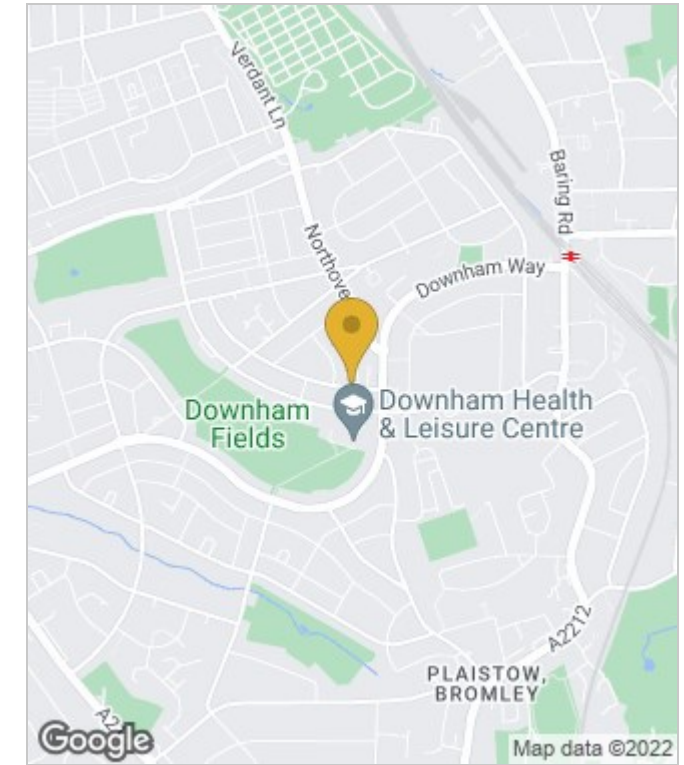 Verdant Ln
Baring Rd
Northove
Downham Way
Downham
Fields
Downham Health
& Leisure Centre
A2212
PLAISTOW,
BROMLEY
A2
Google
Map data ©2022